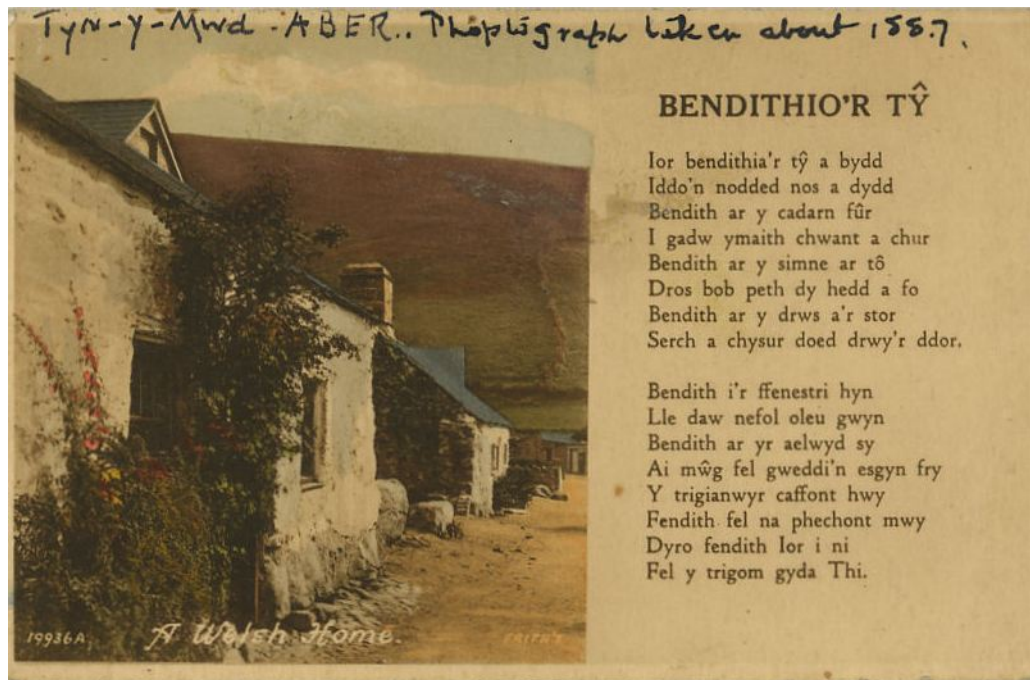 Tyn-y-Mwd - ABER.. Photograph taken about 1887.
BENDITHIO'R TŶ
Ior bendithia'r tŷ a bydd
Iddo'n nodded nos a dydd
Bendith ar y cadarn fûr
I gadw ymaith chwant a chur
Bendith ar y simne ar tô
Dros bob peth dy hedd a fo
Bendith ar y drws a'r stor
Serch a chysur doed drwy'r ddor.
Bendith i'r ffenestri hyn
Lle daw nefol oleu gwyn
Bendith ar yr aelwyd sy
Ai mŵg fel gweddi'n esgyn fry
Y trigianwyr caffont hwy
Fendith fel na phechont mwy
Dyro fendith Ior i ni
Fel y trigom gyda Thi.
19936A
A Welsh Home.
FRITH'S